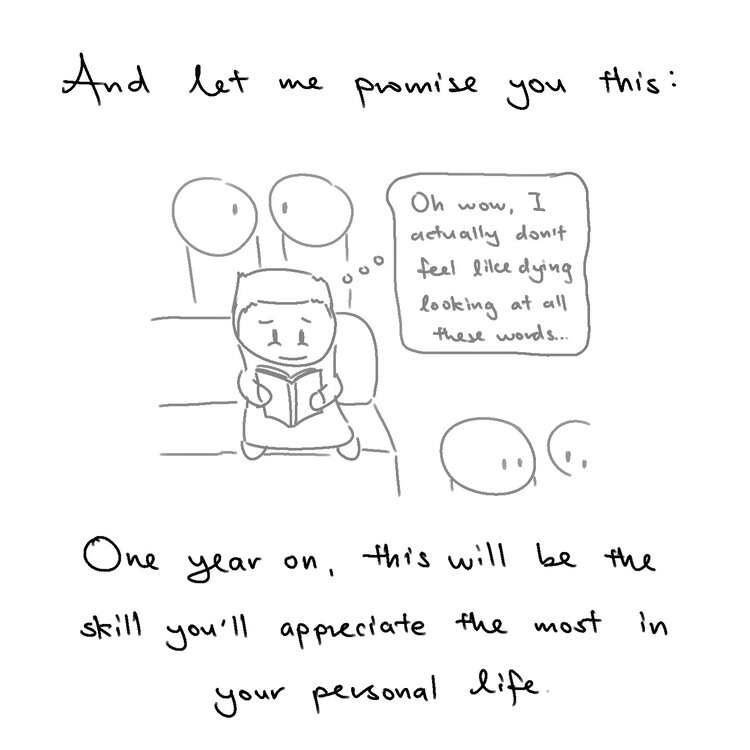 And let me promise you this:
Oh wow, I
actually don't
feel like dying
looking at all
these words...
One year on, this will be the
skill you'll appreciate the most in
your personal life.